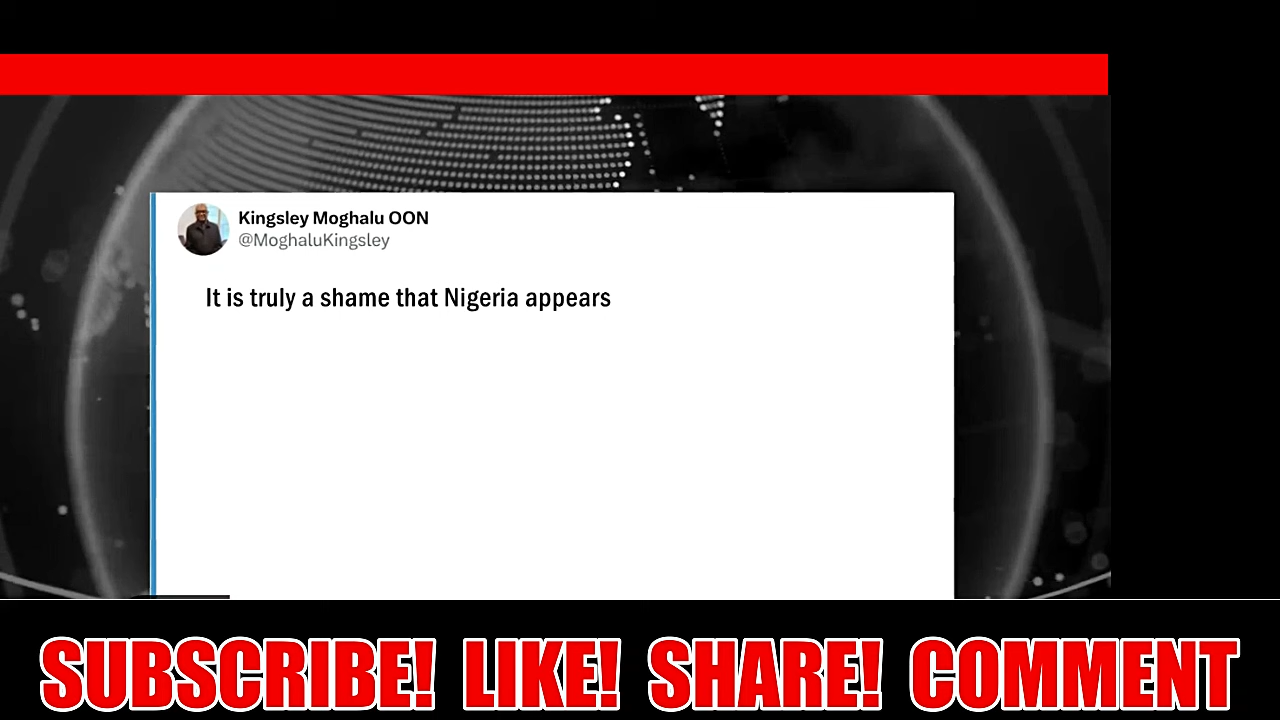 Kingsley Moghalu OON
@MoghaluKingsley
It is truly a shame that Nigeria appears
SUBSCRIBE! LIKE! SHARE! COMMENT